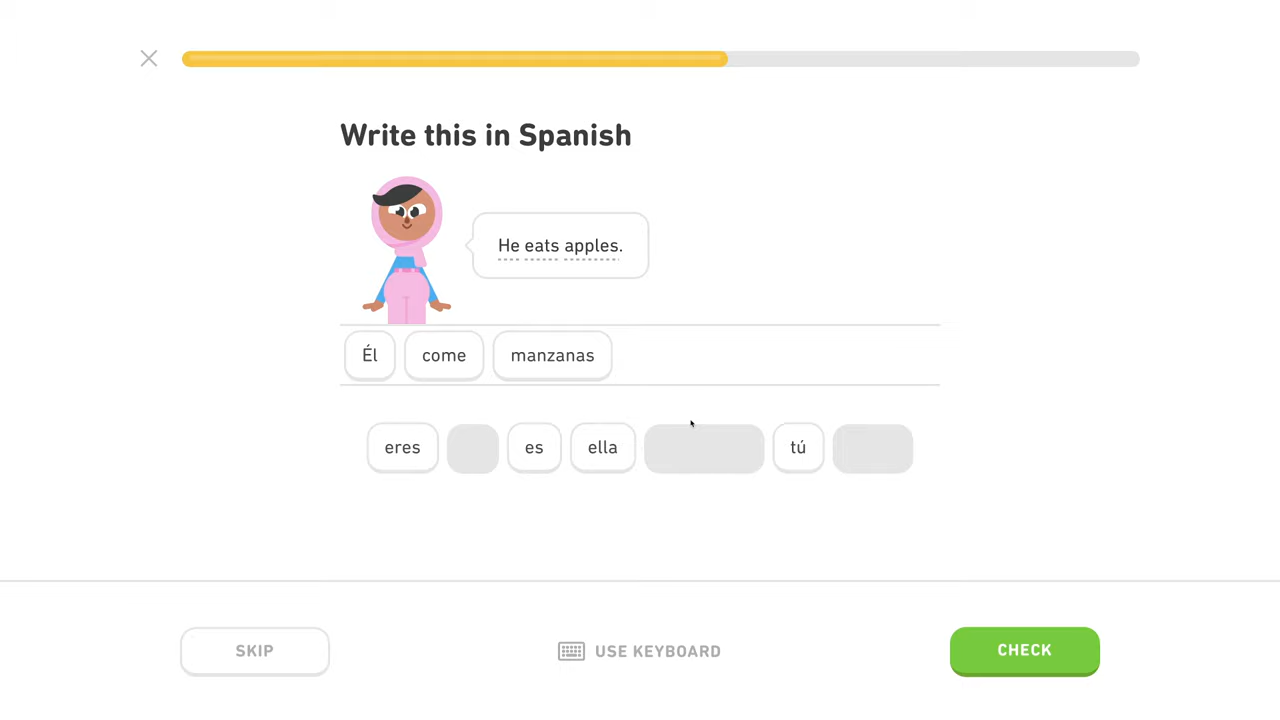 Write this in Spanish
He eats apples.
Él come manzanas
eres es ella tú
SKIP USE KEYBOARD CHECK